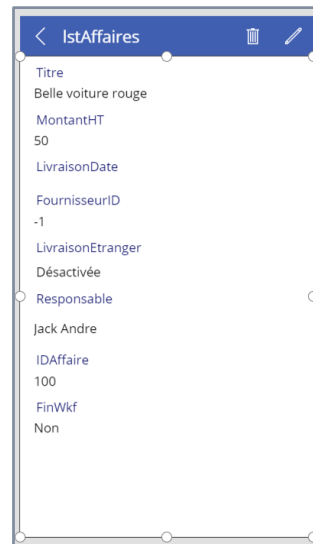 lstAffaires
Titre
Belle voiture rouge
MontantHT
50
LivraisonDate
FournisseurID
-1
LivraisonEtranger
Désactivée
Responsable
Jack Andre
IDAffaire
100
FinWkf
Non